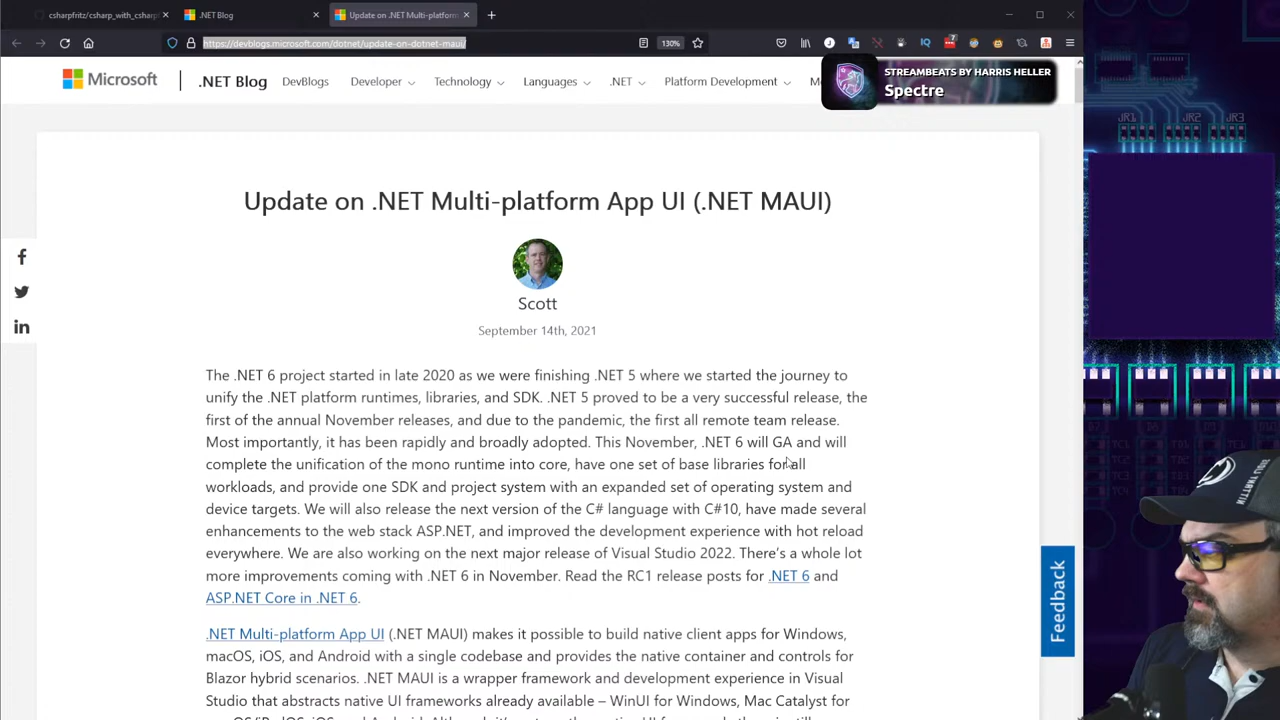 csharpfritz/csharp_with_csharpf
.NET Blog
Update on .NET Multi-platform
https://devblogs.microsoft.com/dotnet/update-on-dotnet-maui/
130%
7
Microsoft
.NET Blog
DevBlogs
Developer
Technology
Languages
.NET
Platform Development
STREAMBEATS BY HARRIS HELLER
Spectre
JR1
JR2
JR3
Update on .NET Multi-platform App UI (.NET MAUI)
Scott
September 14th, 2021
The .NET 6 project started in late 2020 as we were finishing .NET 5 where we started the journey to
unify the .NET platform runtimes, libraries, and SDK. .NET 5 proved to be a very successful release, the
first of the annual November releases, and due to the pandemic, the first all remote team release.
Most importantly, it has been rapidly and broadly adopted. This November, .NET 6 will GA and will
complete the unification of the mono runtime into core, have one set of base libraries for all
workloads, and provide one SDK and project system with an expanded set of operating system and
device targets. We will also release the next version of the C# language with C#10, have made several
enhancements to the web stack ASP.NET, and improved the development experience with hot reload
everywhere. We are also working on the next major release of Visual Studio 2022. There's a whole lot
more improvements coming with .NET 6 in November. Read the RC1 release posts for .NET 6 and
ASP.NET Core in .NET 6.
.NET Multi-platform App UI (.NET MAUI) makes it possible to build native client apps for Windows,
macOS, iOS, and Android with a single codebase and provides the native container and controls for
Blazor hybrid scenarios. .NET MAUI is a wrapper framework and development experience in Visual
Studio that abstracts native UI frameworks already available – WinUI for Windows, Mac Catalyst for
Feedback